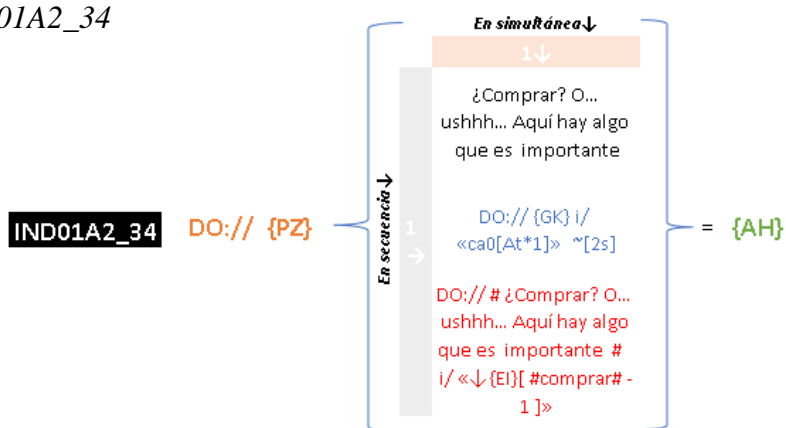 01A2_34
En simultánea↓
1↓
¿Comprar? O...
ushhh... Aquí hay algo
que es importante
En secuencia↓
1
→
IND01A2_34 DO:// {PZ}
DO:// {GK} i/
«ca0[At*1]» ~[2s]
= {AH}
DO:// # ¿Comprar? O...
ushhh... Aquí hay algo
que es importante #
i/ «↓{EI}[ #comprar# -
1 ]»